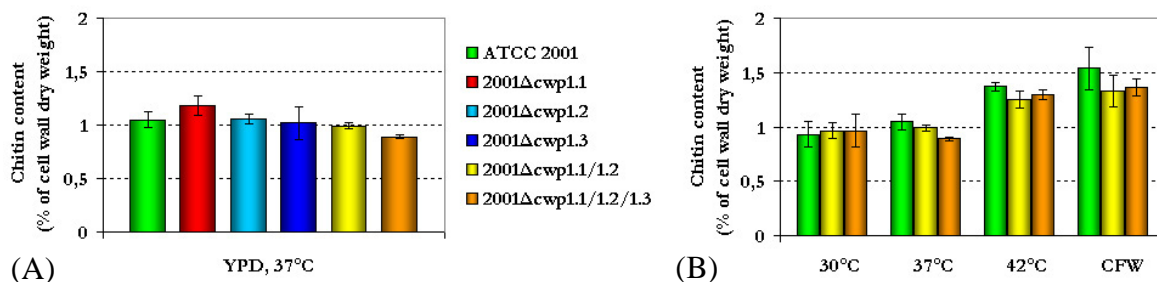 Chitin content
(% of cell wall dry weight)
2
1,5
1
0,5
0
YPD, 37°C
(A)
ATCC 2001
2001Δcwp1.1
2001Δcwp1.2
2001Δcwp1.3
2001Δcwp1.1/1.2
2001Δcwp1.1/1.2/1.3
Chitin content
(% of cell wall dry weight)
2
1,5
1
0,5
0
30°C 37°C 42°C CFW
(B)